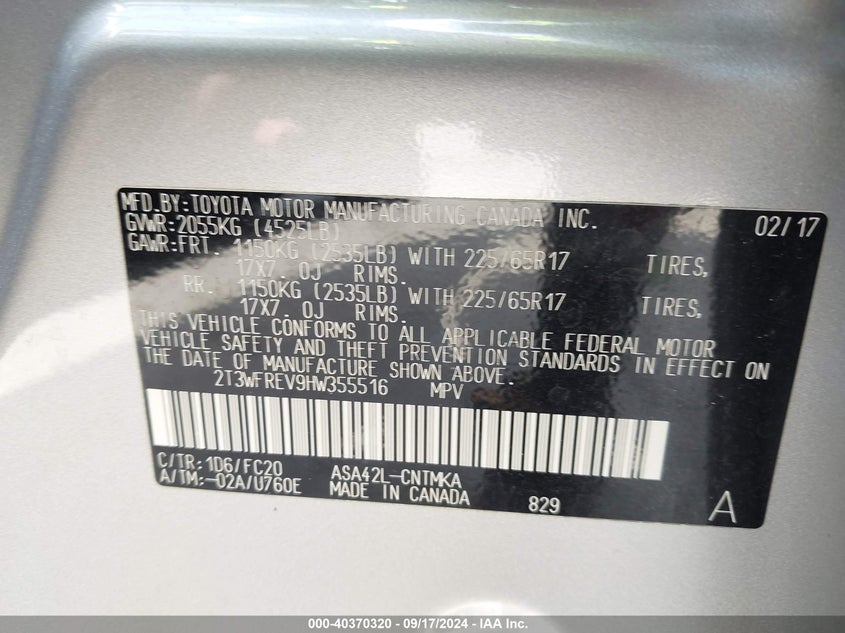 MFD.BY:TOYOTA MOTOR MANUFACTURING CANADA INC. 02/17
GVWR:2055KG (4525LB)
GAWR:FRT. 1150KG (2535LB) WITH 225/65R17 TIRES,
17X7.0J RIMS.
RR. 1150KG (2535LB) WITH 225/65R17 TIRES,
17X7.0J RIMS.
THIS VEHICLE CONFORMS TO ALL APPLICABLE FEDERAL MOTOR
VEHICLE SAFETY AND THEFT PREVENTION STANDARDS IN EFFECT ON
THE DATE OF MANUFACTURE SHOWN ABOVE.
2T3WFREV9HW355516 MPV
C/TR: 1D6/FC20 ASA42L-CNTMKA
A/TM:-02A/U760E MADE IN CANADA 829 A
000-40370320 - 09/17/2024 - IAA Inc.